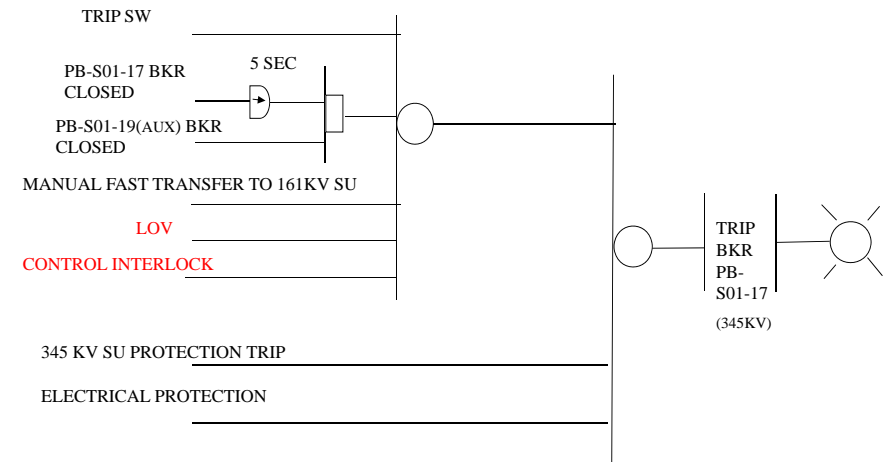 TRIP SW
5 SEC
PB-S01-17 BKR
CLOSED
PB-S01-19(AUX) BKR
CLOSED
MANUAL FAST TRANSFER TO 161KV SU
LOV
CONTROL INTERLOCK
TRIP
BKR
PB-
S01-17
(345KV)
345 KV SU PROTECTION TRIP
ELECTRICAL PROTECTION